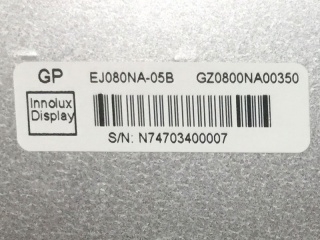 GP EJ080NA-05B GZ0800NA00350
Innolux
Display
S/N: N74703400007